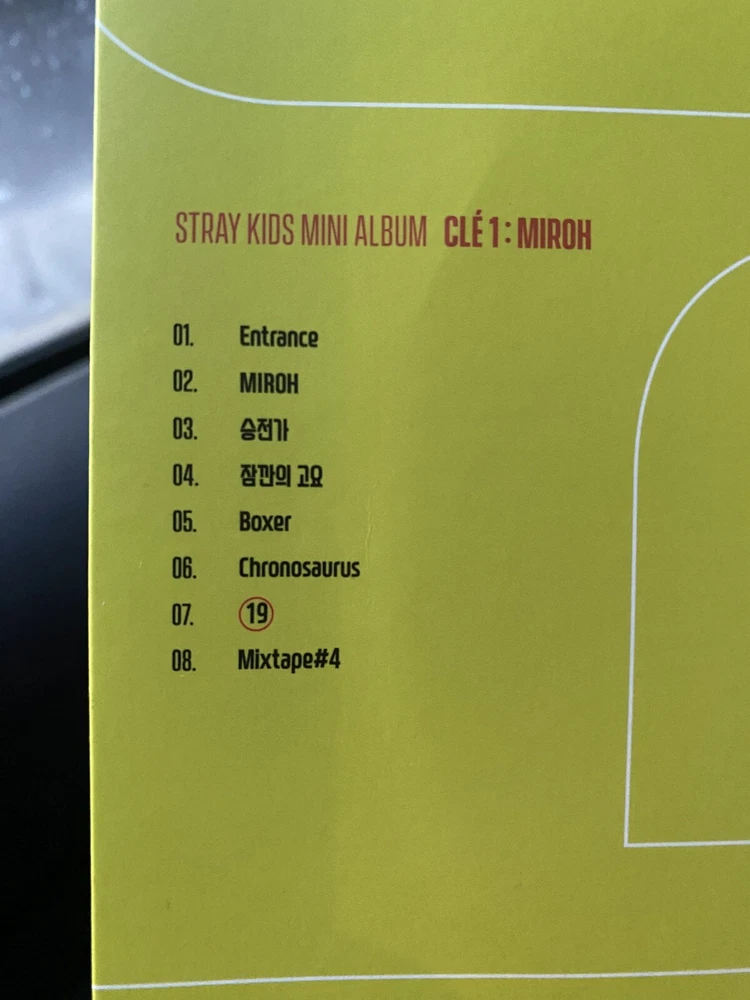 STRAY KIDS MINI ALBUM CLÉ 1 : MIROH
01. Entrance
02. MIROH
03. 승전가
04. 잠깐의 고요
05. Boxer
06. Chronosaurus
07. ⑲
08. Mixtape#4